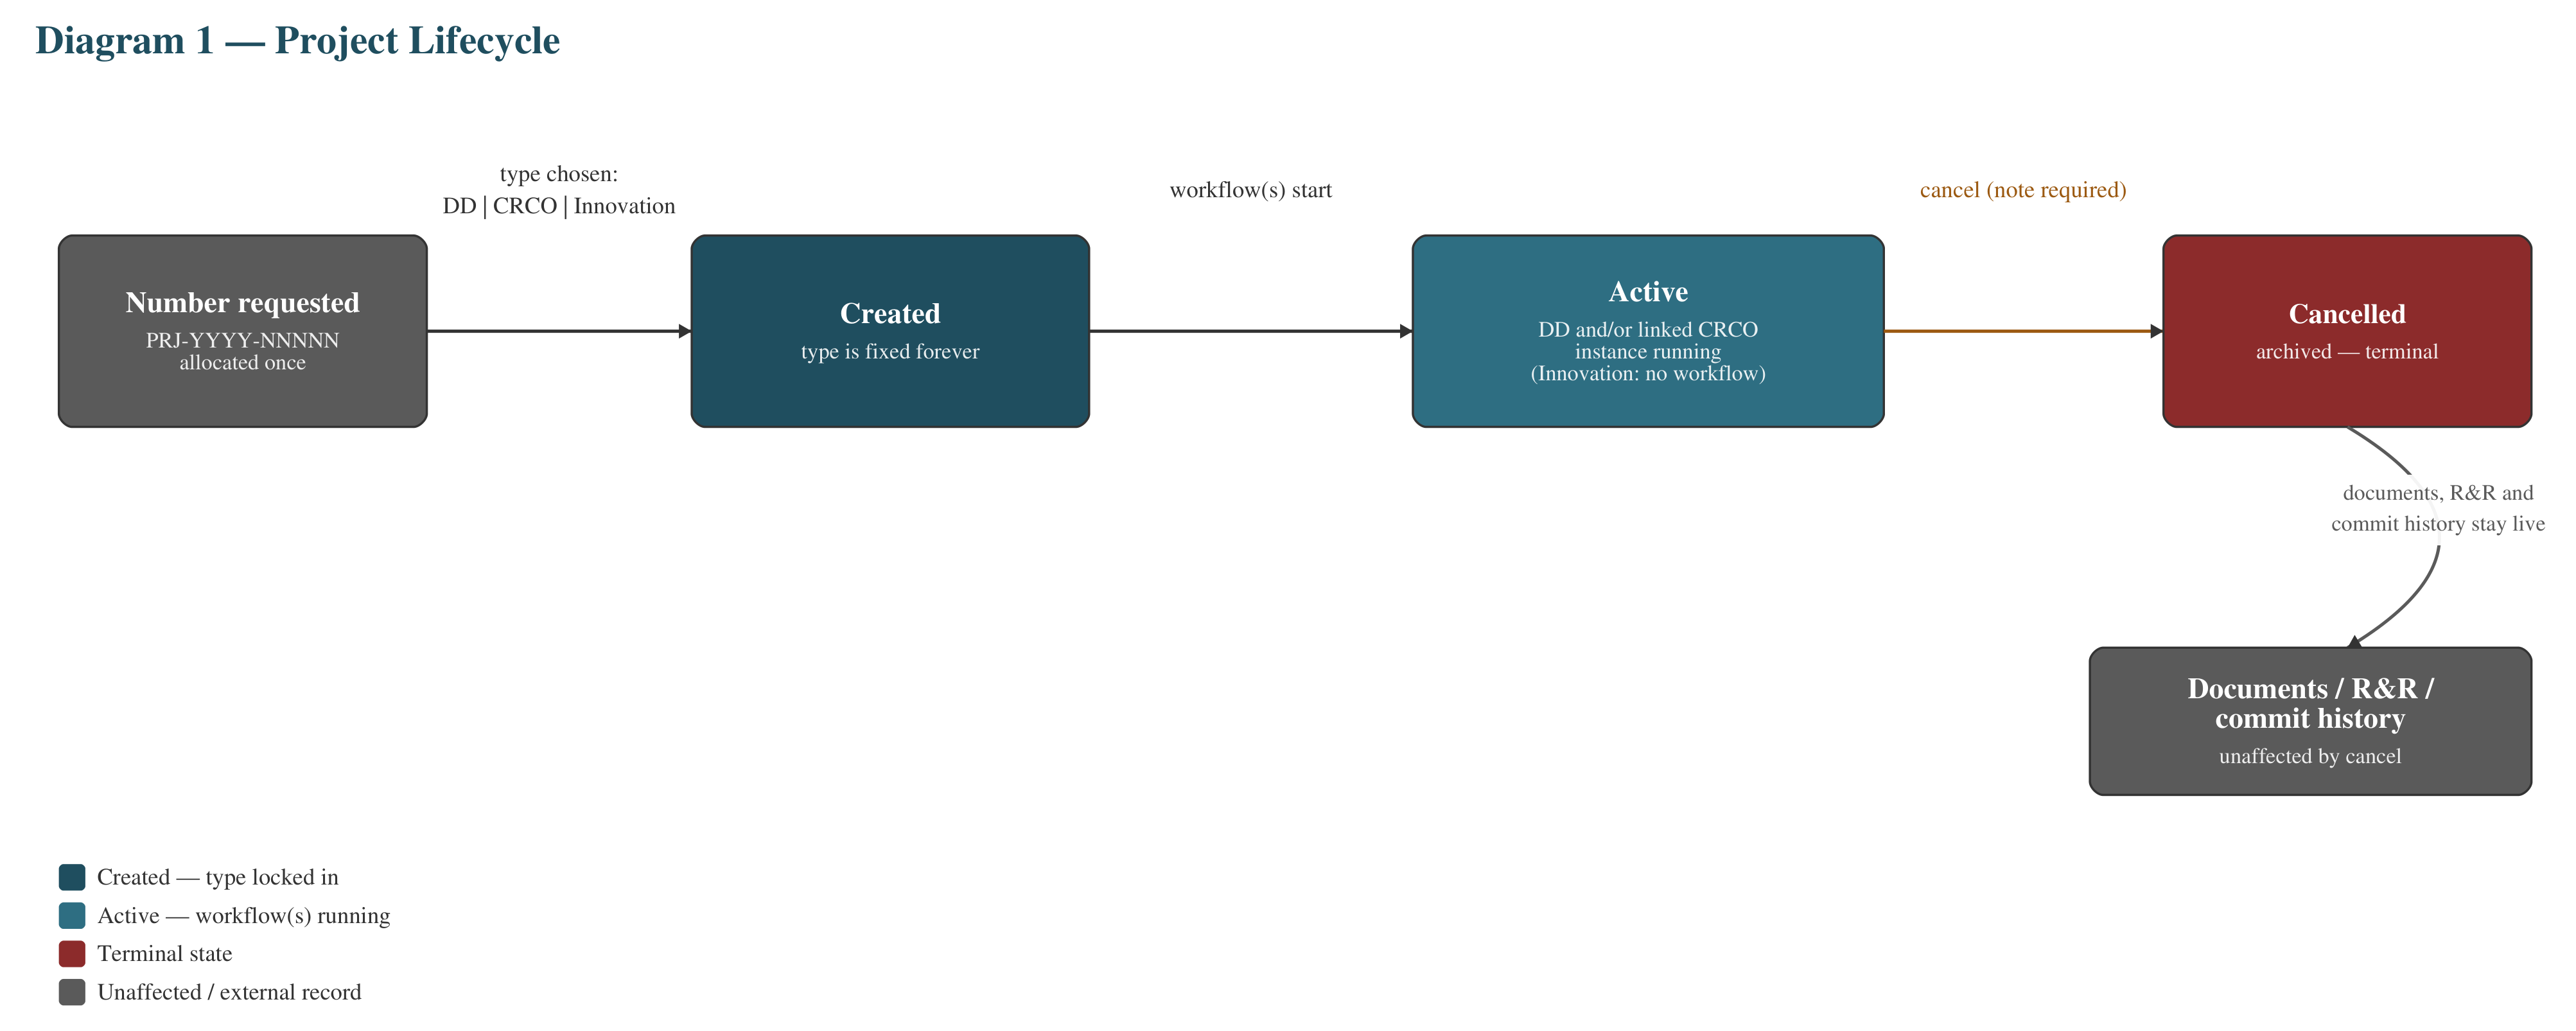 Diagram 1 — Project Lifecycle
type chosen:
DD | CRCO | Innovation
workflow(s) start
cancel (note required)
Number requested
PRJ-YYYY-NNNNN
allocated once
Created
type is fixed forever
Active
DD and/or linked CRCO
instance running
(Innovation: no workflow)
Cancelled
archived — terminal
documents, R&R and
commit history stay live
Documents / R&R /
commit history
unaffected by cancel
Created — type locked in
Active — workflow(s) running
Terminal state
Unaffected / external record